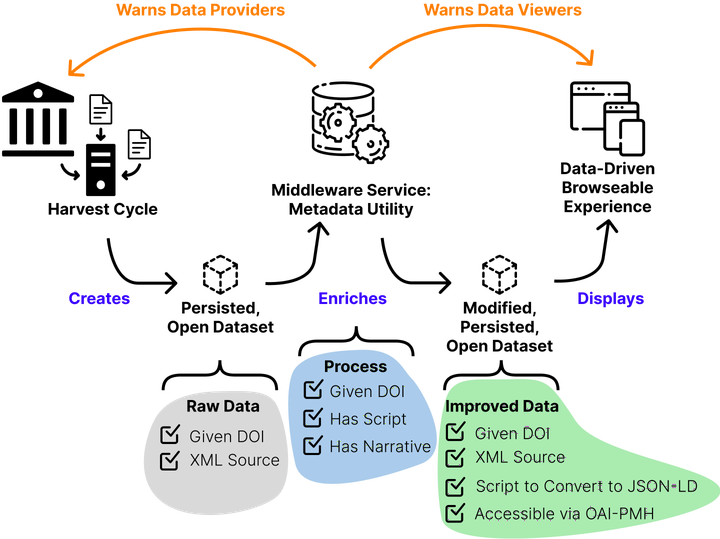 Warns Data Providers
Warns Data Viewers
Harvest Cycle
Middleware Service:
Metadata Utility
Data-Driven
Browseable
Experience
Creates
Persisted,
Open Dataset
Enriches
Modified,
Persisted,
Open Dataset
Displays
Raw Data
Given DOI
XML Source
Process
Given DOI
Has Script
Has Narrative
Improved Data
Given DOI
XML Source
Script to Convert to JSON-LD
Accessible via OAI-PMH